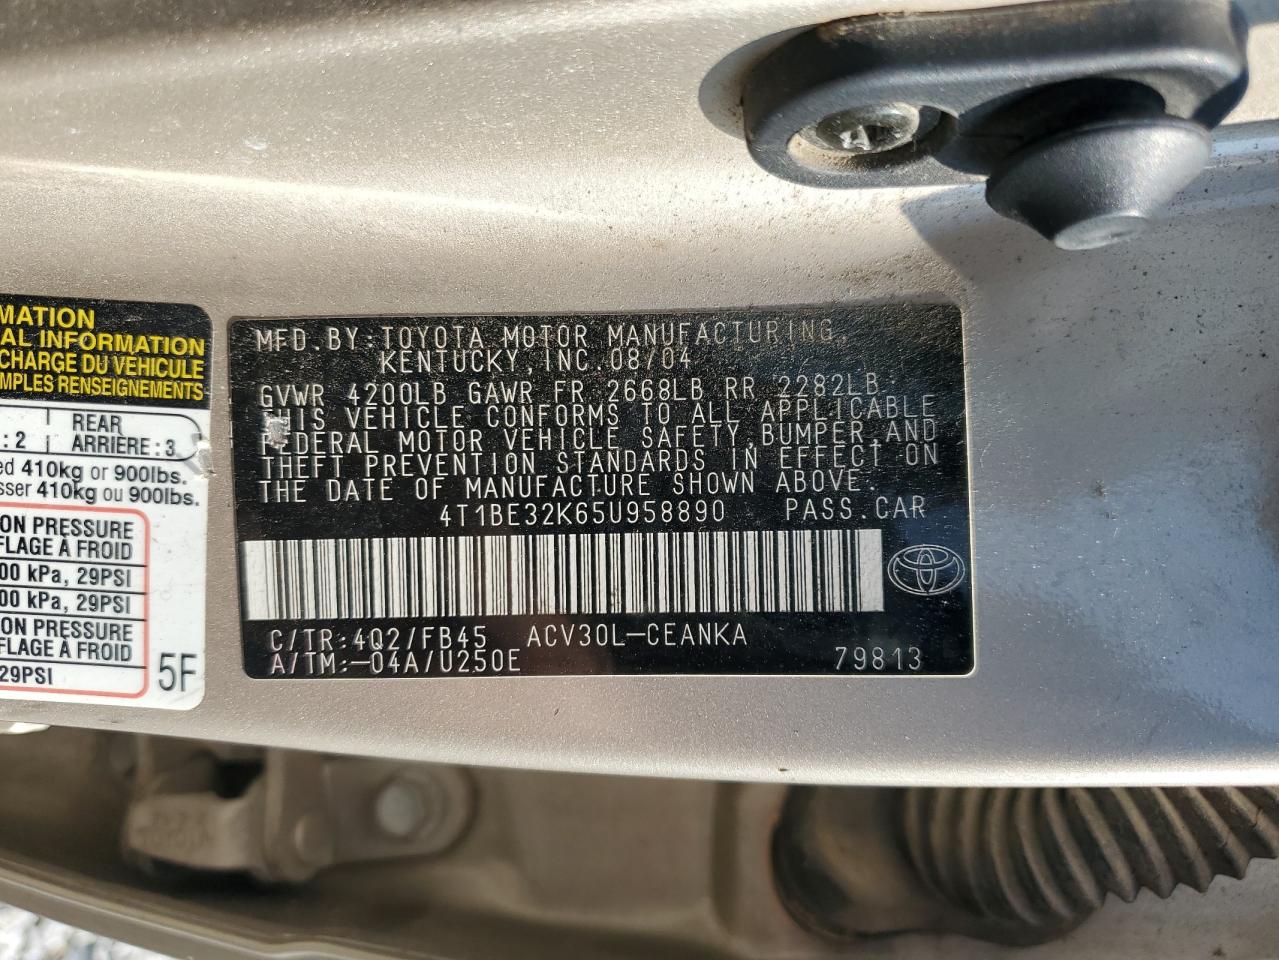 MATION
AL INFORMATION
CHARGE DU VÉHICULE
MPLES RENSEIGNEMENTS
: 2
REAR
ARRIERE : 3
ed 410kg or 900lbs.
sser 410kg ou 900lbs.
ON PRESSURE
FLAGE À FROID
00 kPa, 29PSI
00 kPa, 29PSI
ON PRESSURE
FLAGE À FROID
29PSI
5F
MFD. BY: TOYOTA MOTOR MANUFACTURING,
KENTUCKY, INC. 08/04
GVWR 4200LB GAWR FR 2668LB RR 2282LB
THIS VEHICLE CONFORMS TO ALL APPLICABLE
FEDERAL MOTOR VEHICLE SAFETY, BUMPER, AND
THEFT PREVENTION STANDARDS IN EFFECT ON
THE DATE OF MANUFACTURE SHOWN ABOVE.
4T1BE32K65U958890 PASS. CAR
C/TR: 4Q2/FB45 ACV30L-CEANKA
A/TM: -04A/U250E 79813